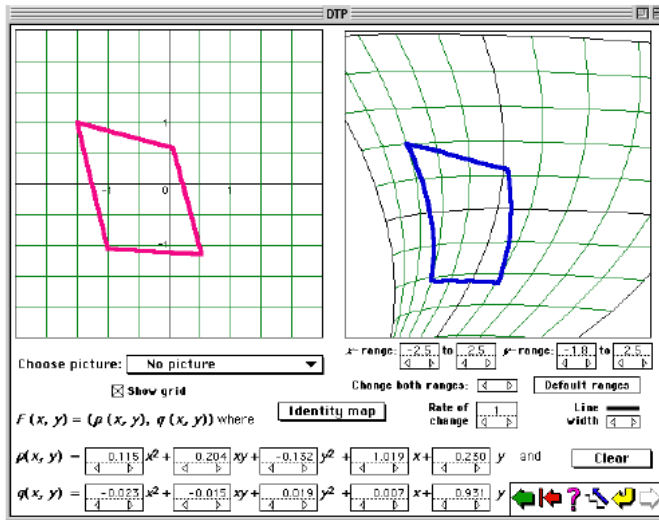 DTP
1
-1
0
1
-1
x-range: -2.5 to 2.5 y-range: -1.8 to 2.5
Choose picture: No picture
Show grid
Change both ranges: Default ranges
F(x, y) = (p(x, y), q(x, y)) where
Identity map
Rate of change 1
Line width
p(x, y) = 0.115 x² + 0.204 xy + -0.132 y² + 1.019 x + 0.230 y and
Clear
q(x, y) = -0.023 x² + -0.015 xy + 0.019 y² + 0.007 x + 0.931 y
?